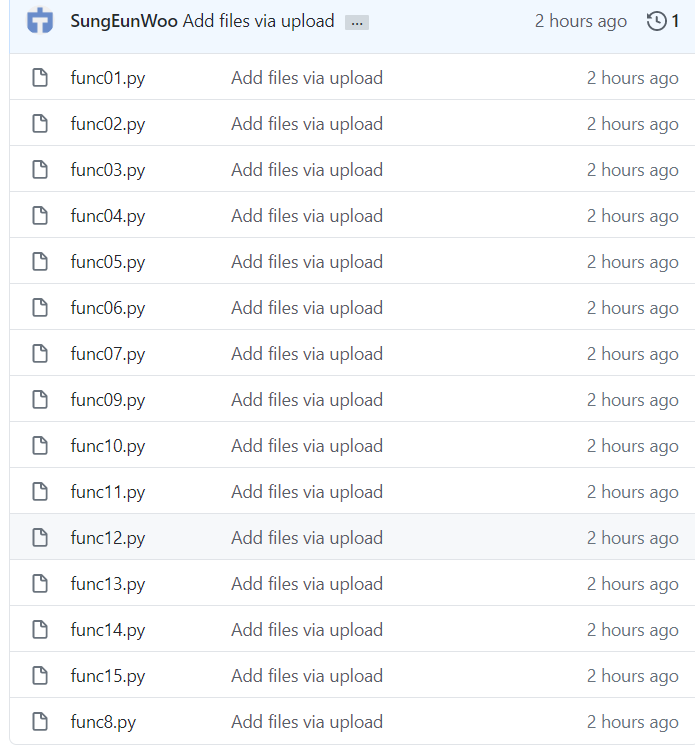 SungEunWoo Add files via upload ... 2 hours ago 1
func01.py Add files via upload 2 hours ago
func02.py Add files via upload 2 hours ago
func03.py Add files via upload 2 hours ago
func04.py Add files via upload 2 hours ago
func05.py Add files via upload 2 hours ago
func06.py Add files via upload 2 hours ago
func07.py Add files via upload 2 hours ago
func09.py Add files via upload 2 hours ago
func10.py Add files via upload 2 hours ago
func11.py Add files via upload 2 hours ago
func12.py Add files via upload 2 hours ago
func13.py Add files via upload 2 hours ago
func14.py Add files via upload 2 hours ago
func15.py Add files via upload 2 hours ago
func8.py Add files via upload 2 hours ago